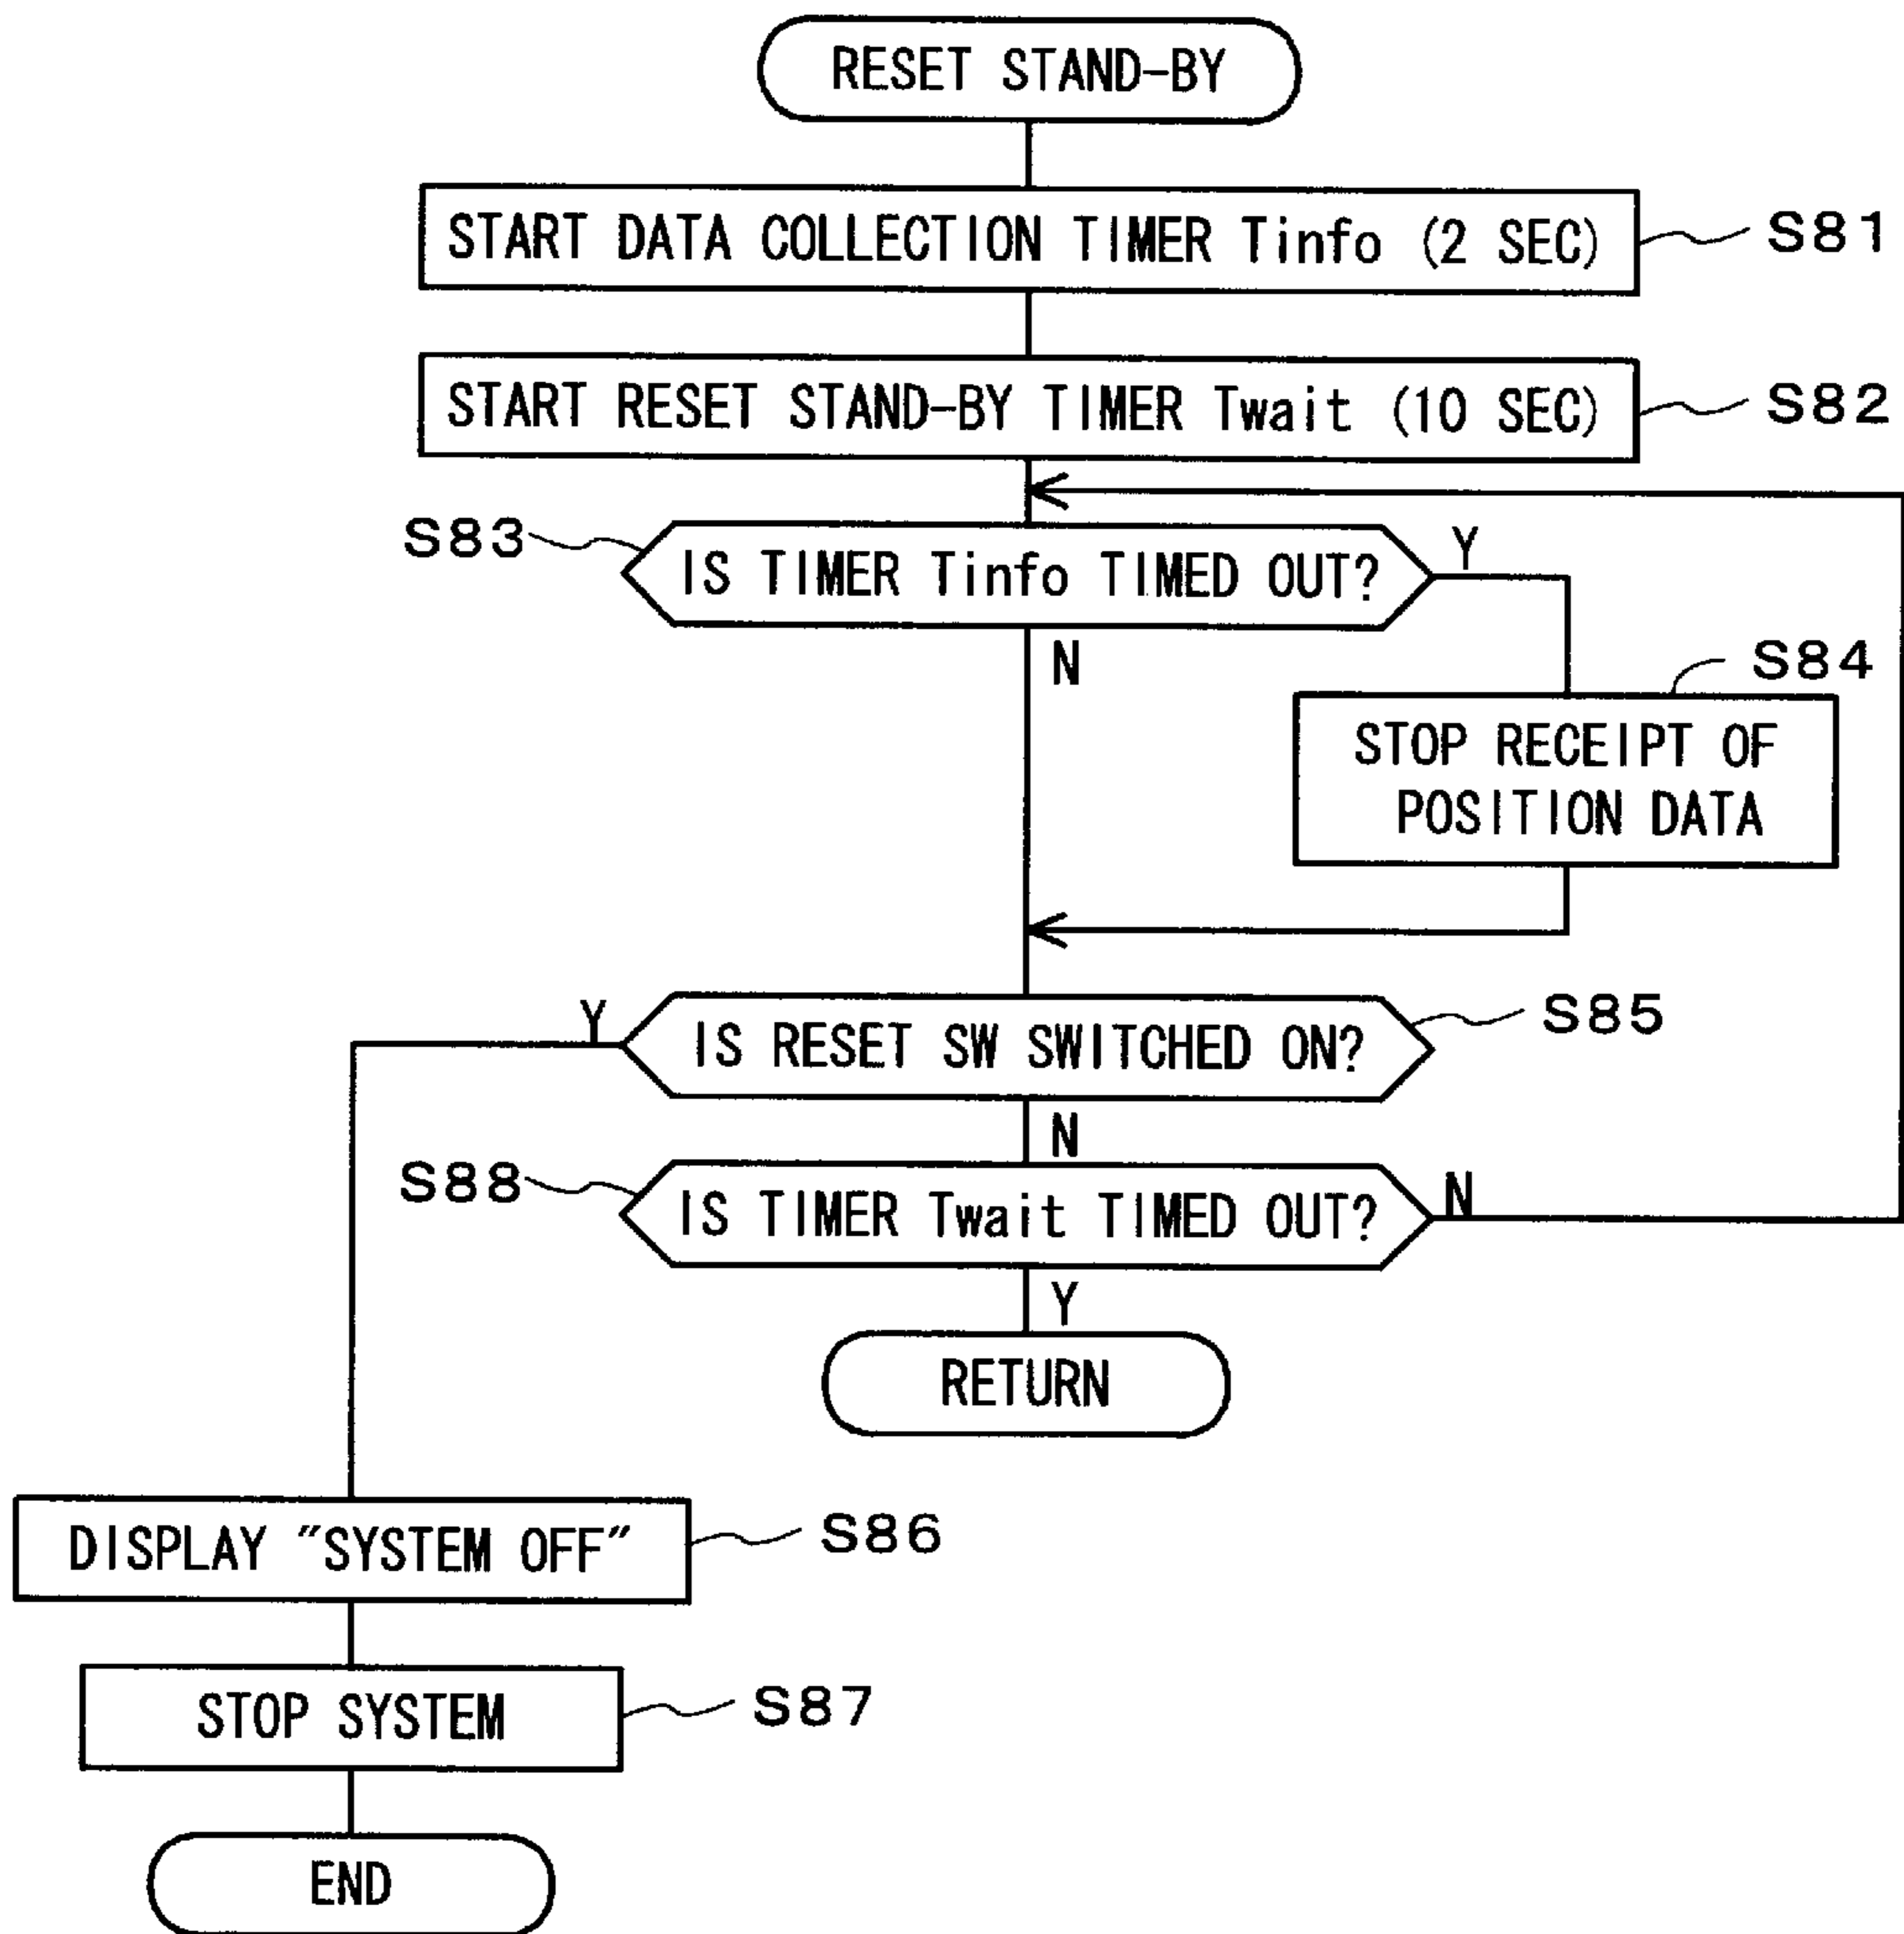 RESET STAND-BY
START DATA COLLECTION TIMER Tinfo (2 SEC)
S81
START RESET STAND-BY TIMER Twait (10 SEC)
S82
S83
IS TIMER Tinfo TIMED OUT?
Y
N
S84
STOP RECEIPT OF
POSITION DATA
Y
IS RESET SW SWITCHED ON?
S85
N
S88
IS TIMER Twait TIMED OUT?
N
Y
RETURN
DISPLAY "SYSTEM OFF"
S86
STOP SYSTEM
S87
END